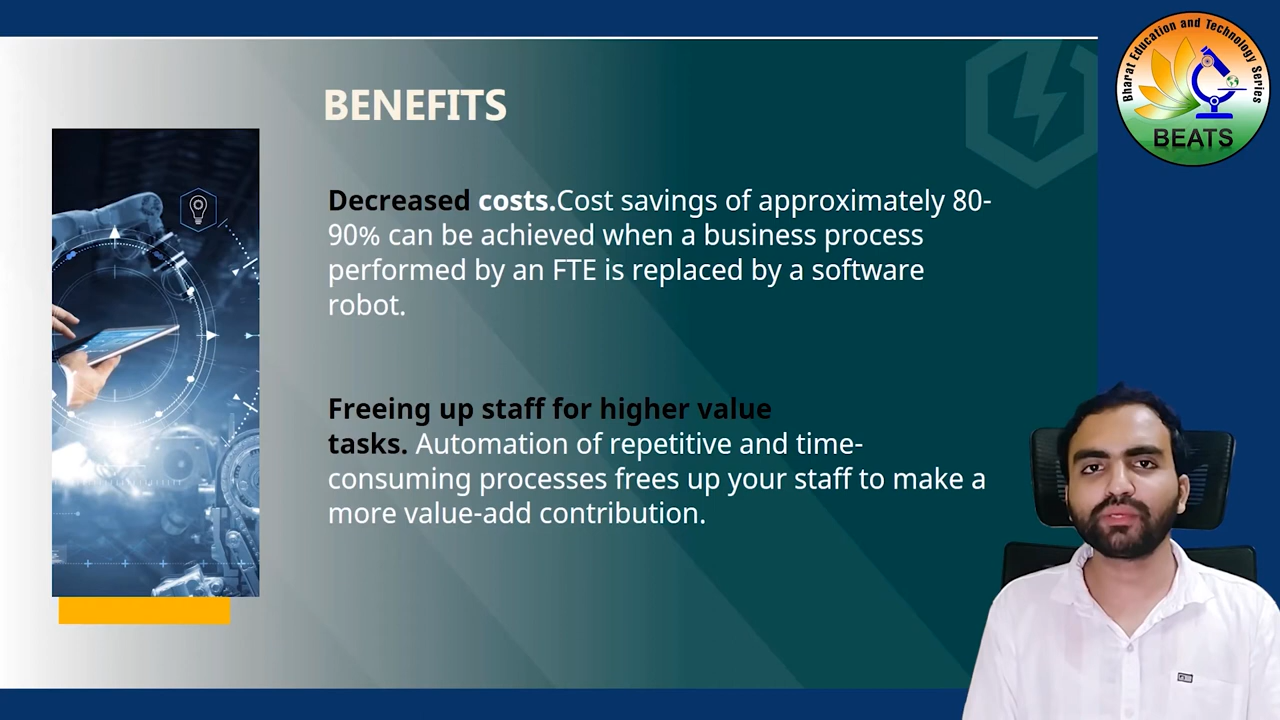 BENEFITS
Decreased costs.Cost savings of approximately 80-
90% can be achieved when a business process
performed by an FTE is replaced by a software
robot.
Freeing up staff for higher value
tasks. Automation of repetitive and time-
consuming processes frees up your staff to make a
more value-add contribution.
Bharat Education and Technology Series
BEATS